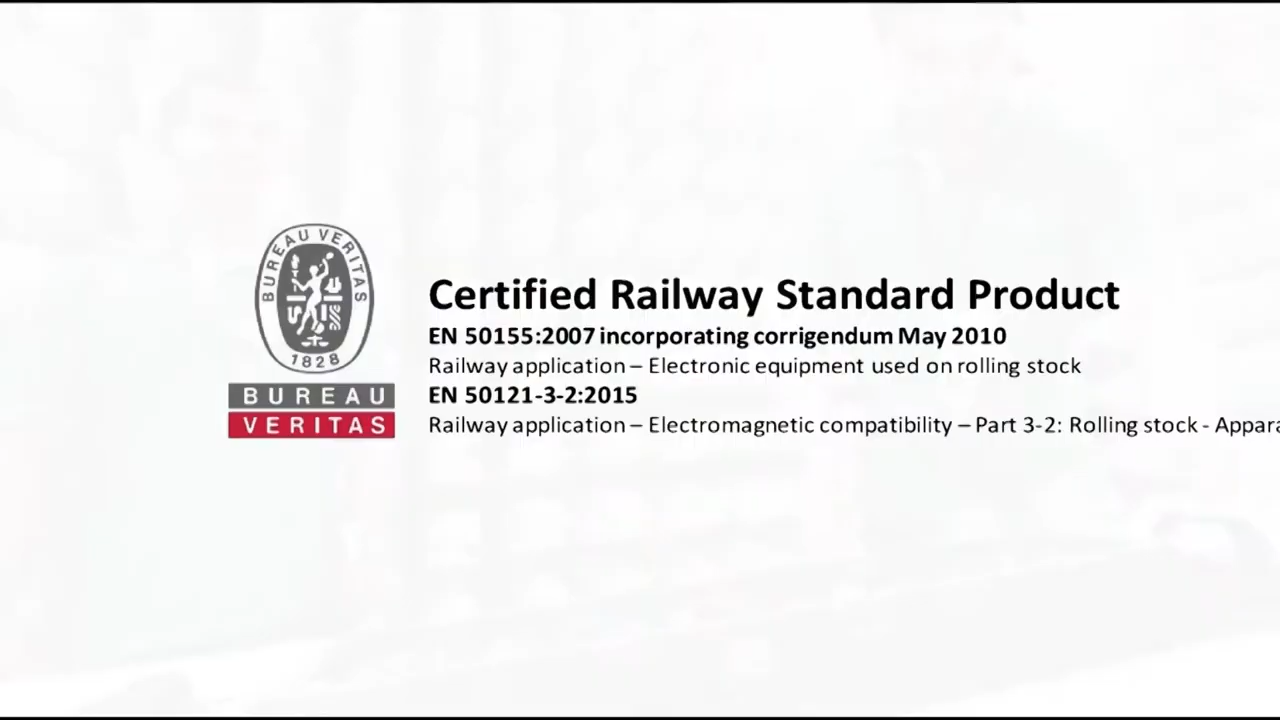 BUREAU VERITAS
1828
BUREAU
VERITAS
Certified Railway Standard Product
EN 50155:2007 incorporating corrigendum May 2010
Railway application – Electronic equipment used on rolling stock
EN 50121-3-2:2015
Railway application – Electromagnetic compatibility – Part 3-2: Rolling stock - Appara